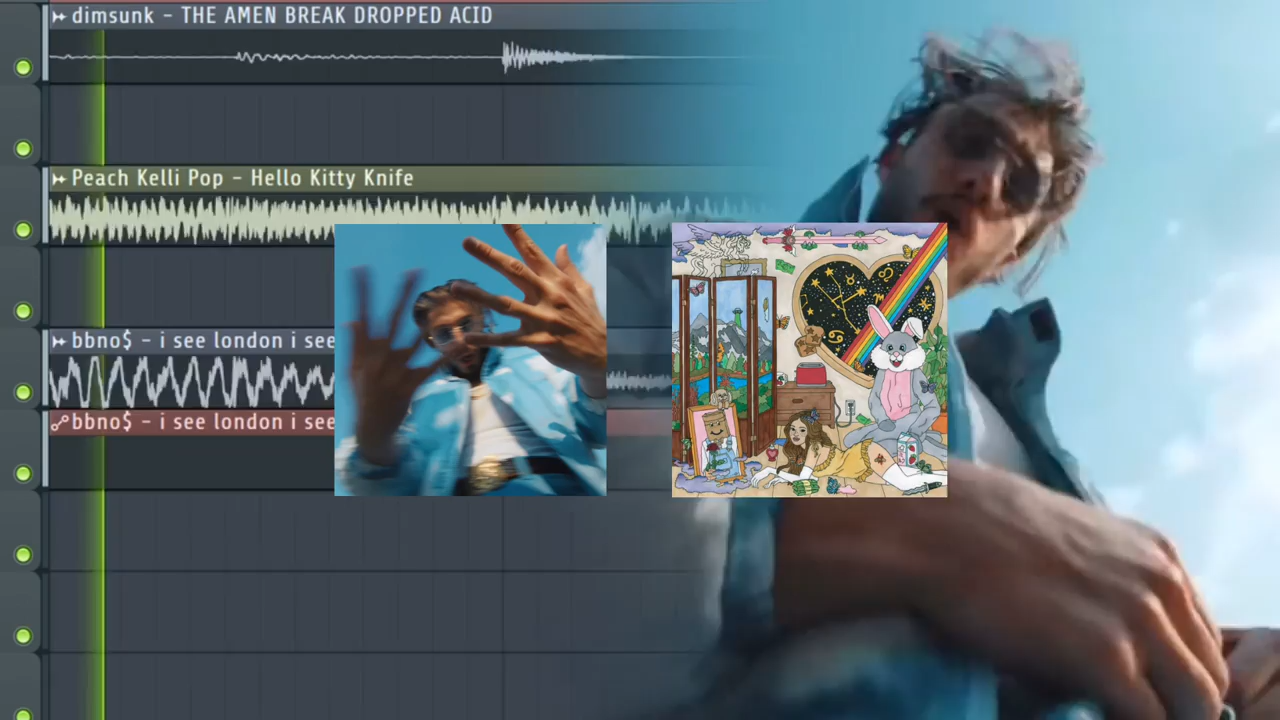 dimsunk - THE AMEN BREAK DROPPED ACID
Peach Kelli Pop - Hello Kitty Knife
bbno$ - i see london i see
bbno$ - i see london i see